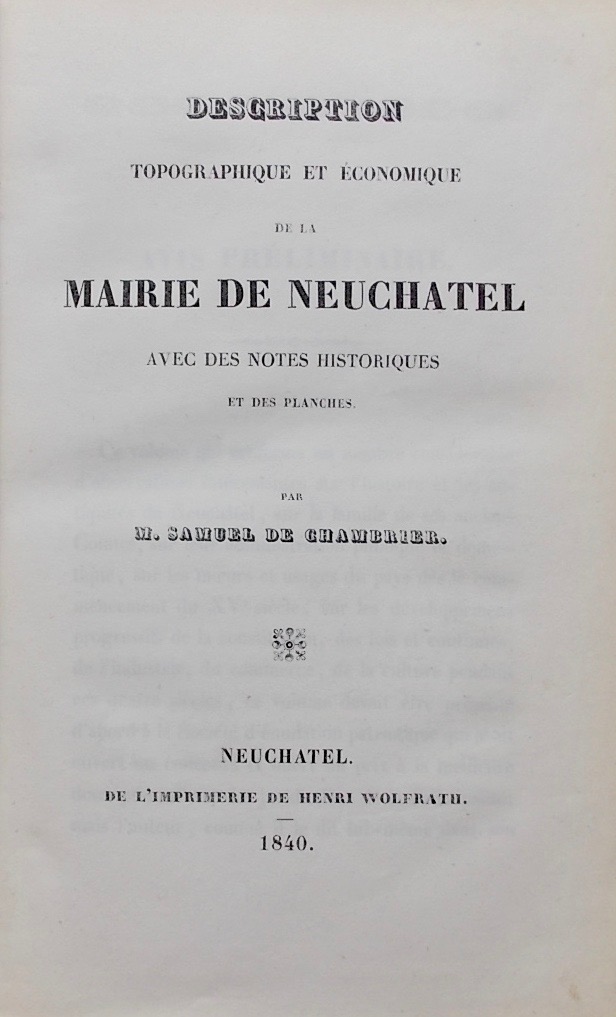 DESCRIPTION
TOPOGRAPHIQUE ET ÉCONOMIQUE
DE LA
MAIRIE DE NEUCHATEL
AVEC DES NOTES HISTORIQUES
ET DES PLANCHES.
PAR
M. SAMUEL DE CHAMBRIER.
NEUCHATEL.
DE L'IMPRIMERIE DE HENRI WOLFRATH.
1840.